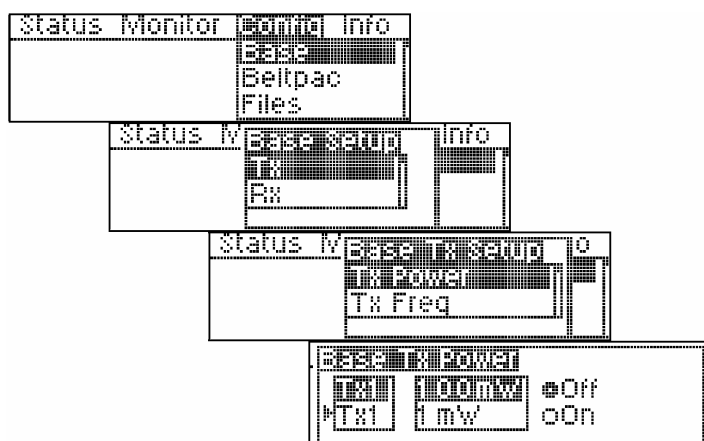 Status Monitor Config Info
Base
Beltpac
Files
Status M Base Setup Info
Tx
Rx
Status M Base Tx Setup o
Tx Power
Tx Freq
Base Tx Power
Tx1 100mW Off
Tx1 1 mW On